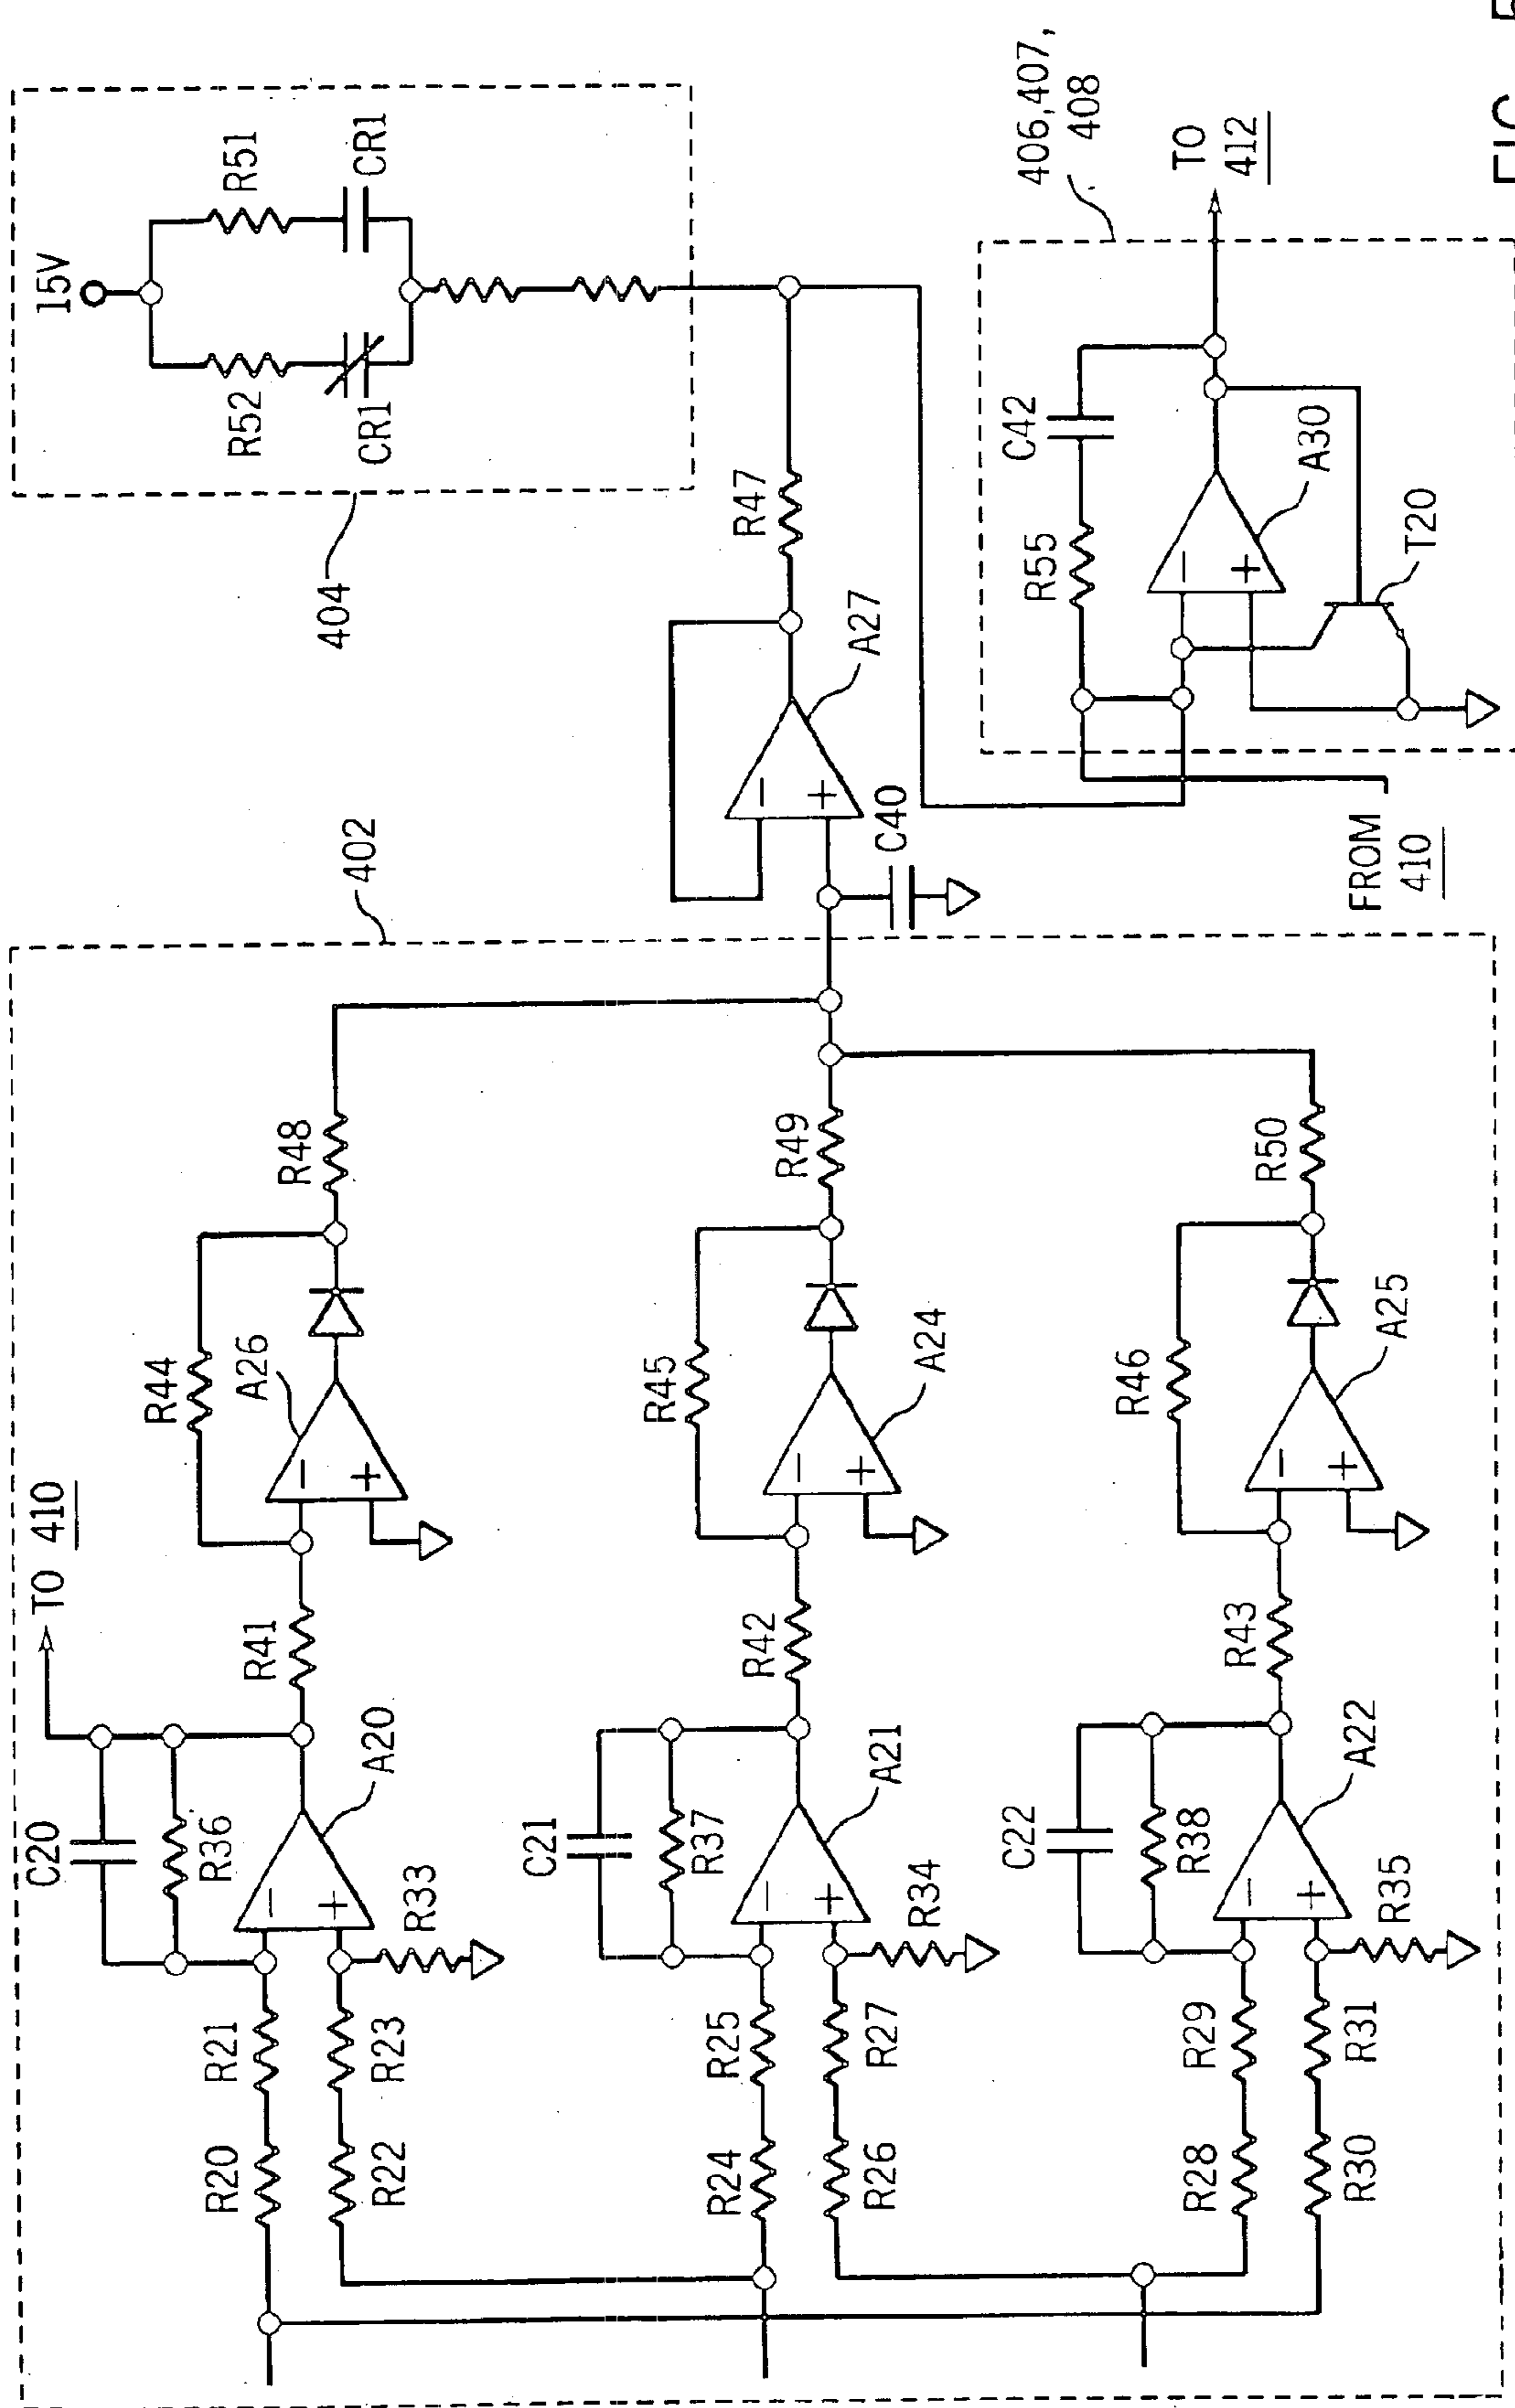 15V
R52
R51
CR1
CR1
404
R47
A27
C40
402
406,407,
408
TO
412
C42
R55
A30
T20
FROM
410
TO 410
C20
R36
A20
R33
R20
R21
R22
R23
R41
R44
A26
R48
C21
R37
A21
R34
R24
R25
R26
R27
R42
R45
A24
R49
C22
R38
A22
R35
R28
R29
R30
R31
R43
R46
A25
R50
−
+
−
+
−
+
−
+
−
+
−
+
−
+
−
+